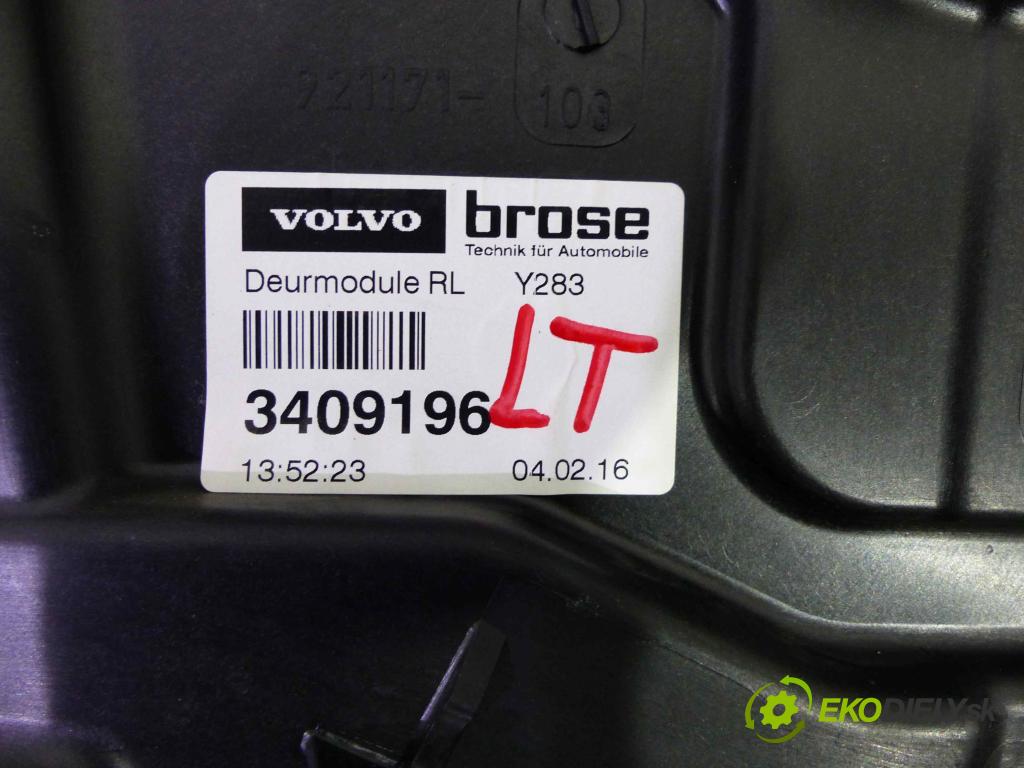 921171-
103
VOLVO
brose
Technik für Automobile
Deurmodule RL Y283
3409196
LT
13:52:23 04.02.16
EKODIELY.sk